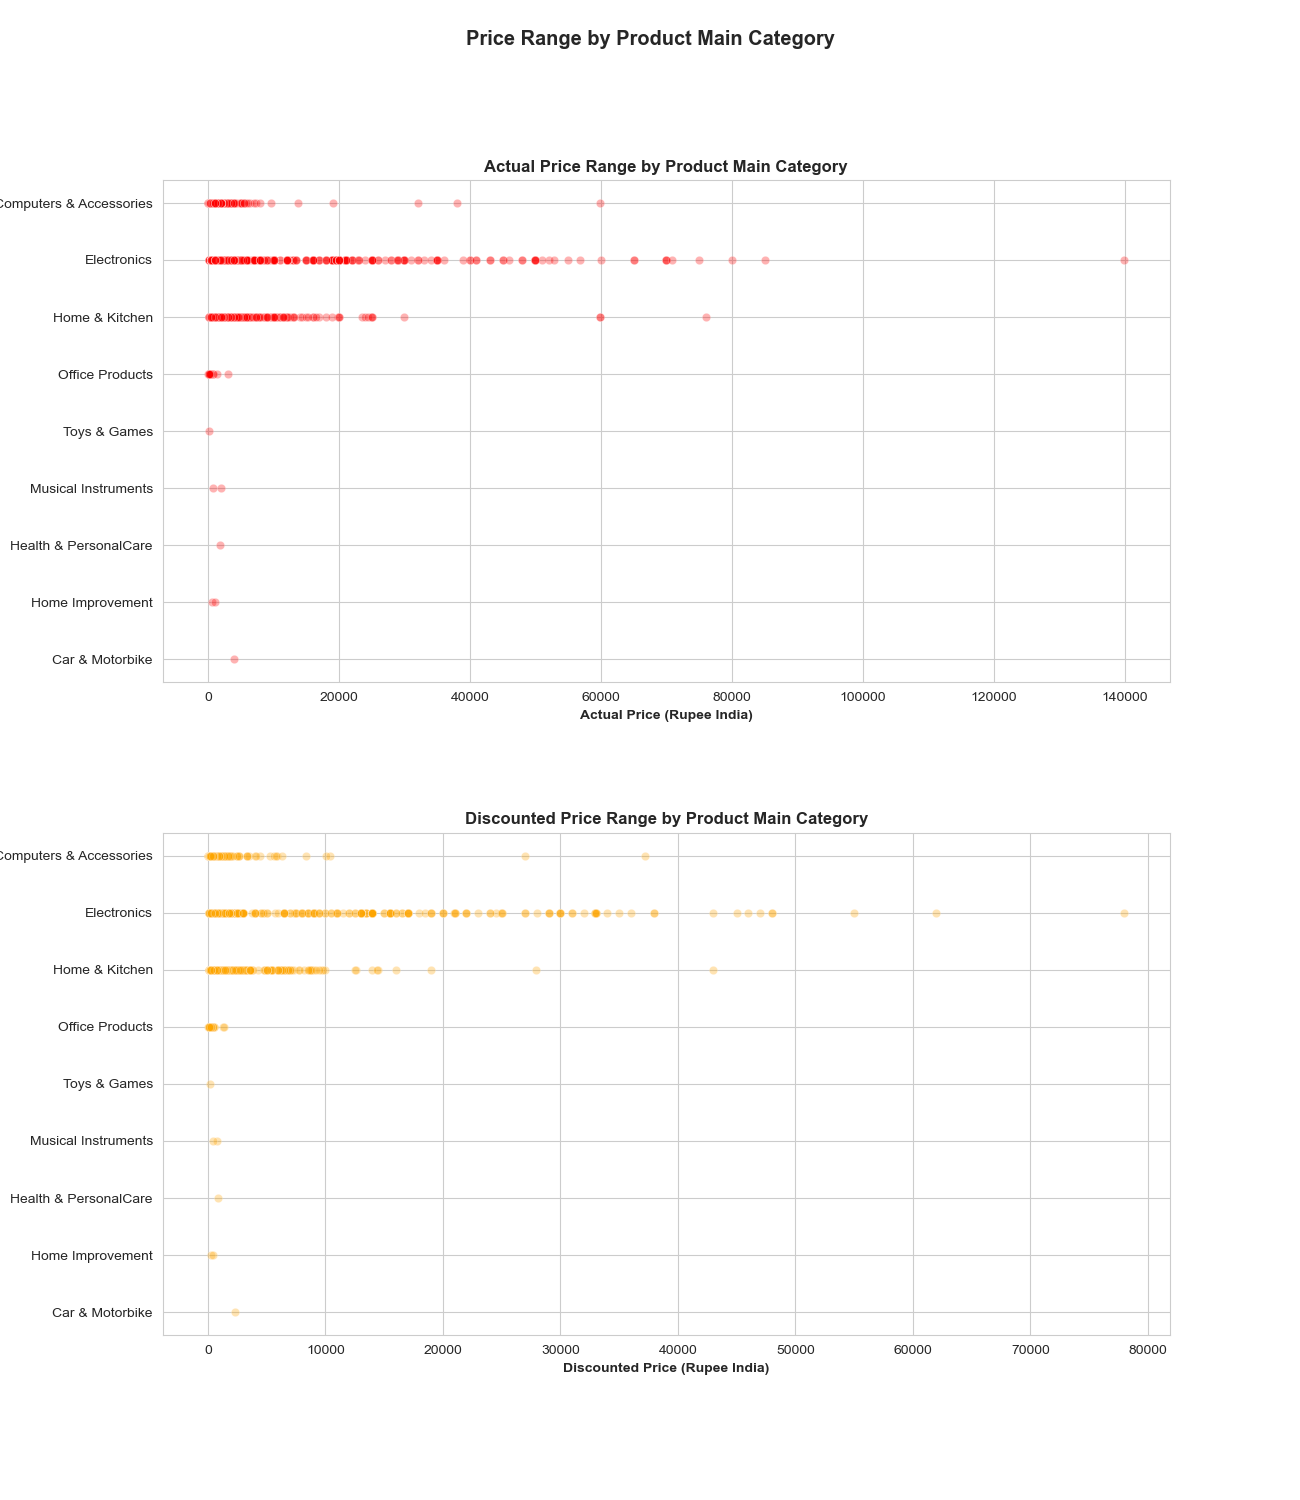 Price Range by Product Main Category
Actual Price Range by Product Main Category
Computers & Accessories
Electronics
Home & Kitchen
Office Products
Toys & Games
Musical Instruments
Health & PersonalCare
Home Improvement
Car & Motorbike
0 20000 40000 60000 80000 100000 120000 140000
Actual Price (Rupee India)
Discounted Price Range by Product Main Category
Computers & Accessories
Electronics
Home & Kitchen
Office Products
Toys & Games
Musical Instruments
Health & PersonalCare
Home Improvement
Car & Motorbike
0 10000 20000 30000 40000 50000 60000 70000 80000
Discounted Price (Rupee India)